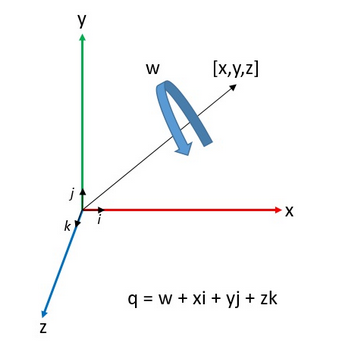 y
w [x,y,z]
j
k i x
q = w + xi + yj + zk
z